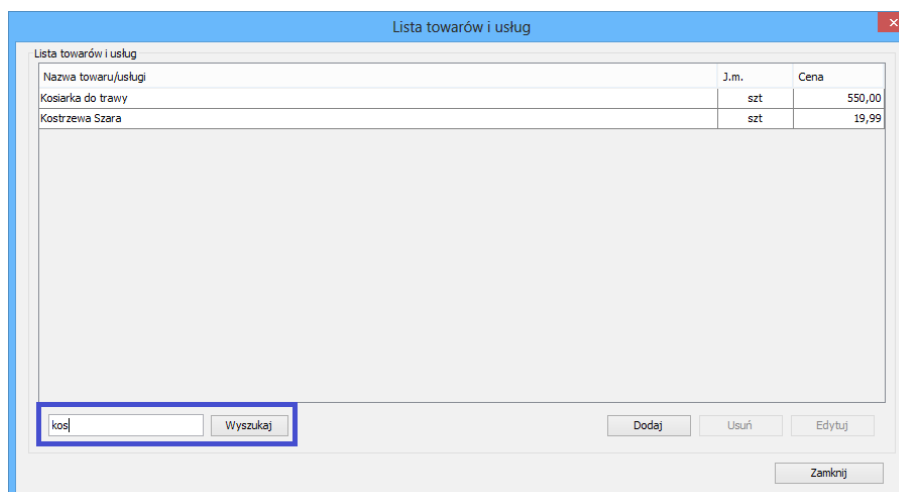 Lista towarów i usług
x
Lista towarów i usług
Nazwa towaru/usługi J.m. Cena
Kosiarka do trawy szt 550,00
Kostrzewa Szara szt 19,99
kos Wyszukaj Dodaj Usuń Edytuj
Zamknij